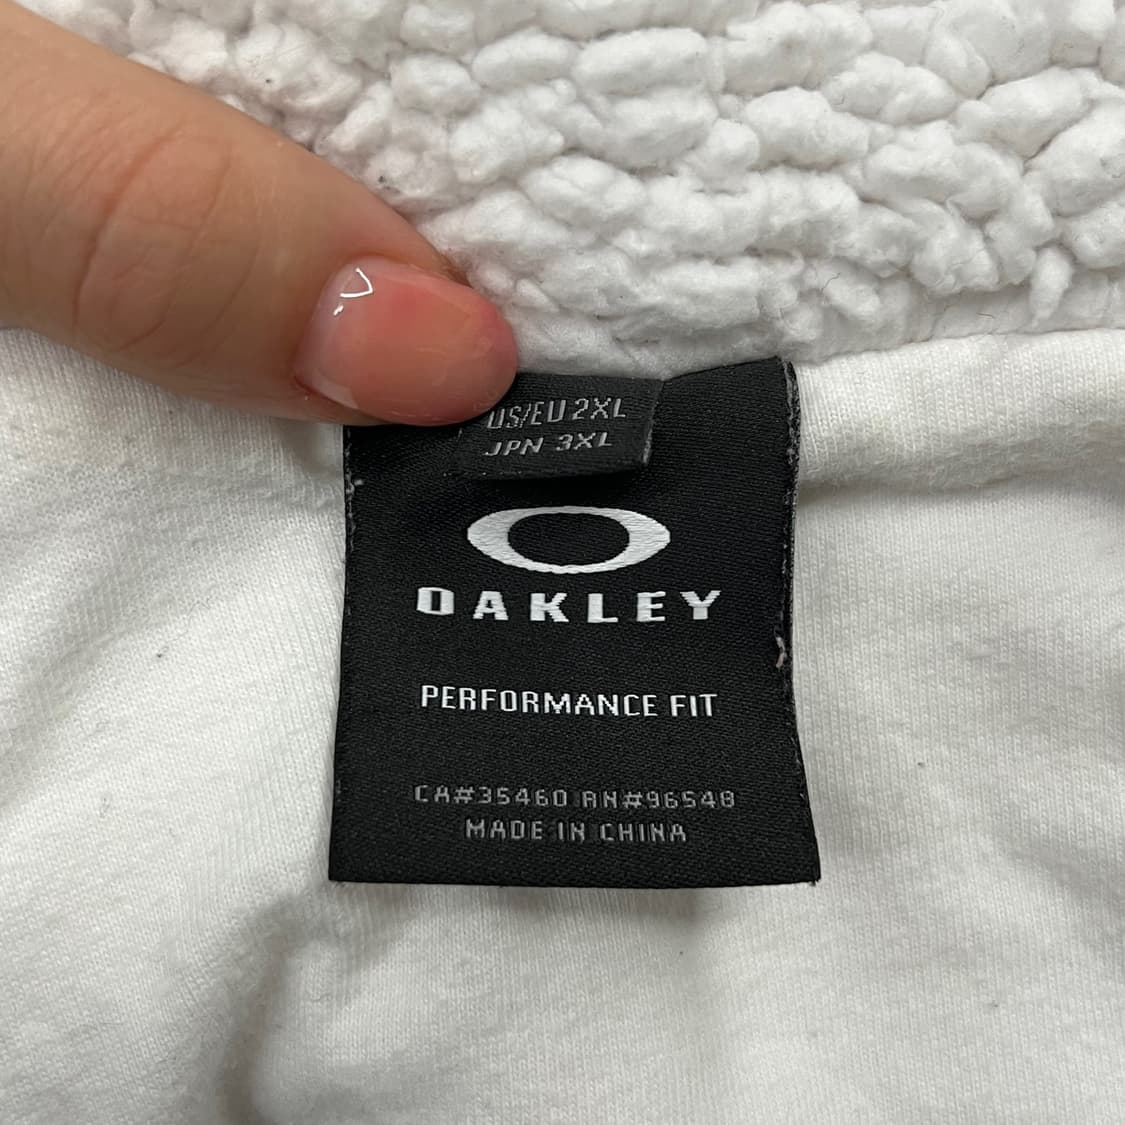 US/EU 2XL
JPN 3XL
OAKLEY
PERFORMANCE FIT
CA#35460 RN#96548
MADE IN CHINA